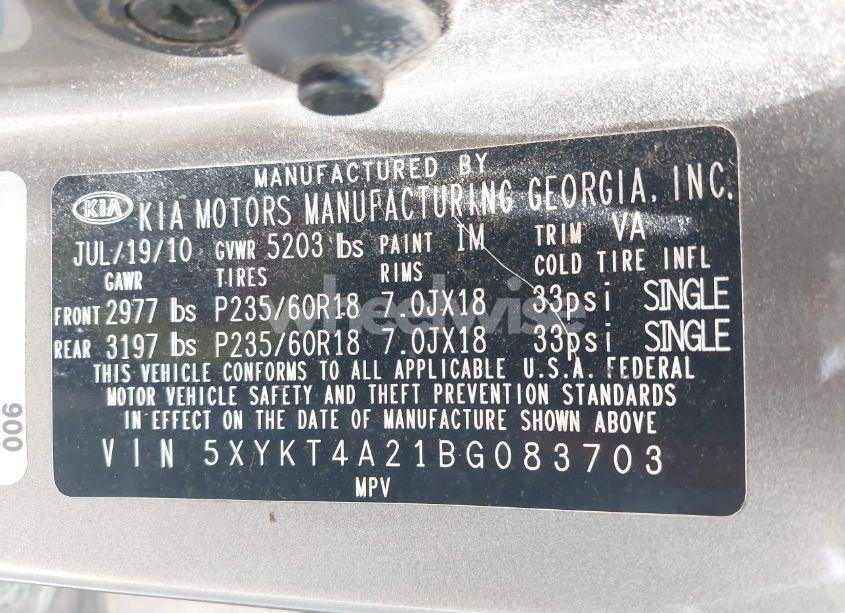 MANUFACTURED BY
KIA KIA MOTORS MANUFACTURING GEORGIA, INC.
JUL/19/10 GVWR 5203 lbs PAINT 1M TRIM VA
GAWR TIRES RIMS COLD TIRE INFL
FRONT 2977 lbs P235/60R18 7.0JX18 33psi SINGLE
REAR 3197 lbs P235/60R18 7.0JX18 33psi SINGLE
THIS VEHICLE CONFORMS TO ALL APPLICABLE U.S.A. FEDERAL
MOTOR VEHICLE SAFETY AND THEFT PREVENTION STANDARDS
IN EFFECT ON THE DATE OF MANUFACTURE SHOWN ABOVE
VIN 5XYKT4A21BG083703
MPV
006
wheelwise